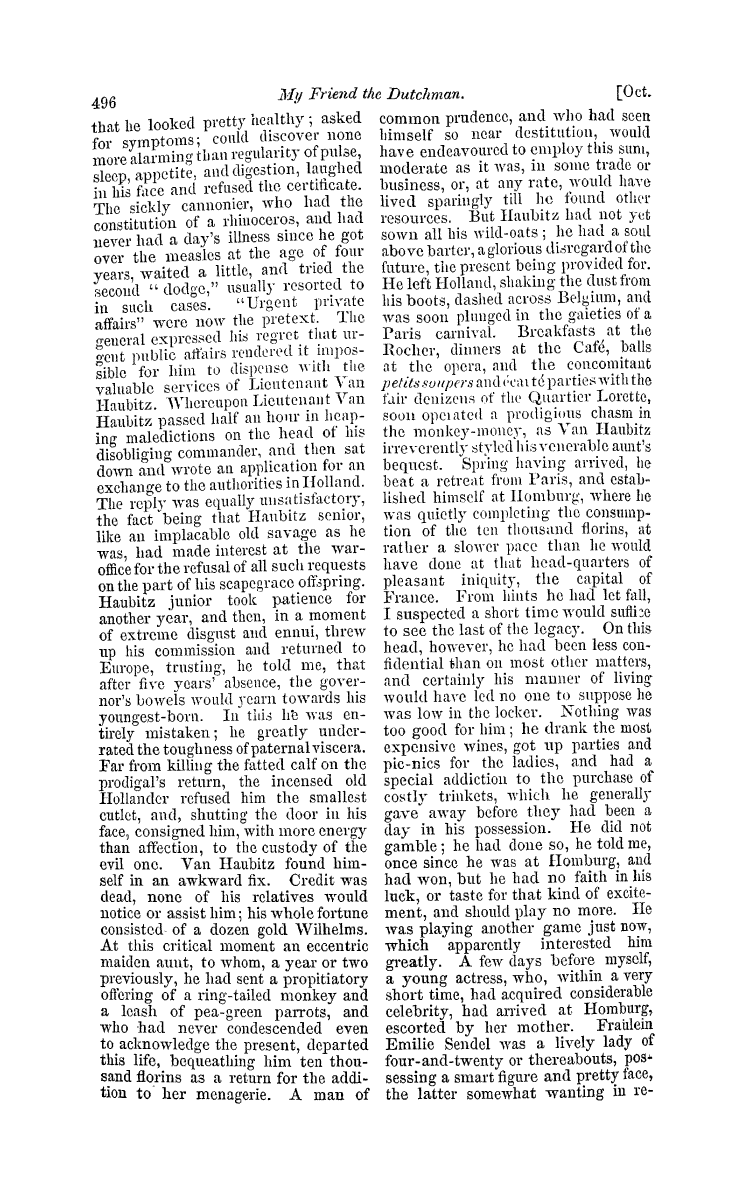 496
My Friend the Dutchman.
[Oct.
that he looked pretty healthy; asked
for symptoms; could discover none
more alarming than regularity of pulse,
sleep, appetite, and digestion, laughed
in his face and refused the certificate.
The sickly cannonier, who had the
constitution of a rhinoceros, and had
never had a day's illness since he got
over the measles at the age of four
years, waited a little, and tried the
second "dodge," usually resorted to
in such cases. "Urgent private
affairs" were now the pretext. The
general expressed his regret that ur-
gent public affairs rendered it impos-
sible for him to dispense with the
valuable services of Lieutenant Van
Haubitz. Whereupon Lieutenant Van
Haubitz passed half an hour in heap-
ing maledictions on the head of his
disobliging commander, and then sat
down and wrote an application for an
exchange to the authorities in Holland.
The reply was equally unsatisfactory,
the fact being that Haubitz senior,
like an implacable old savage as he
was, had made interest at the war-
office for the refusal of all such requests
on the part of his scapegrace offspring.
Haubitz junior took patience for
another year, and then, in a moment
of extreme disgust and ennui, threw
up his commission and returned to
Europe, trusting, he told me, that
after five years' absence, the gover-
nor's bowels would yearn towards his
youngest-born. In this he was en-
tirely mistaken; he greatly under-
rated the toughness of paternal viscera.
Far from killing the fatted calf on the
prodigal's return, the incensed old
Hollander refused him the smallest
cutlet, and, shutting the door in his
face, consigned him, with more energy
than affection, to the custody of the
evil one. Van Haubitz found him-
self in an awkward fix. Credit was
dead, none of his relatives would
notice or assist him; his whole fortune
consisted of a dozen gold Wilhelms.
At this critical moment an eccentric
maiden aunt, to whom, a year or two
previously, he had sent a propitiatory
offering of a ring-tailed monkey and
a leash of pea-green parrots, and
who had never condescended even
to acknowledge the present, departed
this life, bequeathing him ten thou-
sand florins as a return for the addi-
tion to her menagerie. A man of
common prudence, and who had seen
himself so near destitution, would
have endeavoured to employ this sum,
moderate as it was, in some trade or
business, or, at any rate, would have
lived sparingly till he found other
resources. But Haubitz had not yet
sown all his wild-oats; he had a soul
above barter, a glorious disregard of the
future, the present being provided for.
He left Holland, shaking the dust from
his boots, dashed across Belgium, and
was soon plunged in the gaieties of a
Paris carnival. Breakfasts at the
Rocher, dinners at the Café, balls
at the opera, and the concomitant
petits soupers and écarté parties with the
fair denizens of the Quartier Lorette,
soon operated a prodigious chasm in
the monkey-money, as Van Haubitz
irreverently styled his venerable aunt's
bequest. Spring having arrived, he
beat a retreat from Paris, and estab-
lished himself at Homburg, where he
was quietly completing the consump-
tion of the ten thousand florins, at
rather a slower pace than he would
have done at that head-quarters of
pleasant iniquity, the capital of
France. From hints he had let fall,
I suspected a short time would suffice
to see the last of the legacy. On this
head, however, he had been less con-
fidential than on most other matters,
and certainly his manner of living
would have led no one to suppose he
was low in the locker. Nothing was
too good for him; he drank the most
expensive wines, got up parties and
pic-nics for the ladies, and had a
special addiction to the purchase of
costly trinkets, which he generally
gave away before they had been a
day in his possession. He did not
gamble; he had done so, he told me,
once since he was at Homburg, and
had won, but he had no faith in his
luck, or taste for that kind of excite-
ment, and should play no more. He
was playing another game just now,
which apparently interested him
greatly. A few days before myself,
a young actress, who, within a very
short time, had acquired considerable
celebrity, had arrived at Homburg,
escorted by her mother. Fraülein
Emilie Sendel was a lively lady of
four-and-twenty or thereabouts, pos-
sessing a smart figure and pretty face,
the latter somewhat wanting in re-